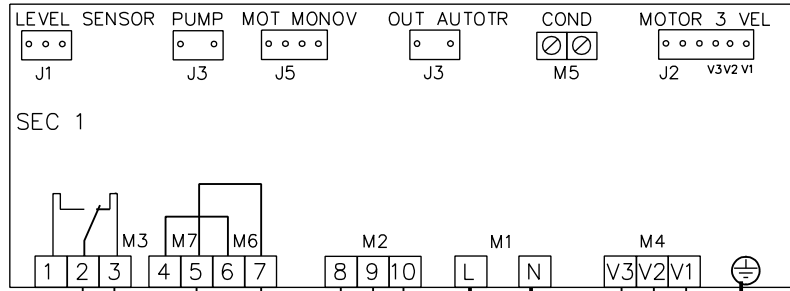 LEVEL SENSOR PUMP MOT MONOV OUT AUTOTR COND MOTOR 3 VEL
J1 J3 J5 J3 M5 J2 V3 V2 V1
SEC 1
M3 M7 M6 M2 M1 M4
1 2 3 4 5 6 7 8 9 10 L N V3 V2 V1